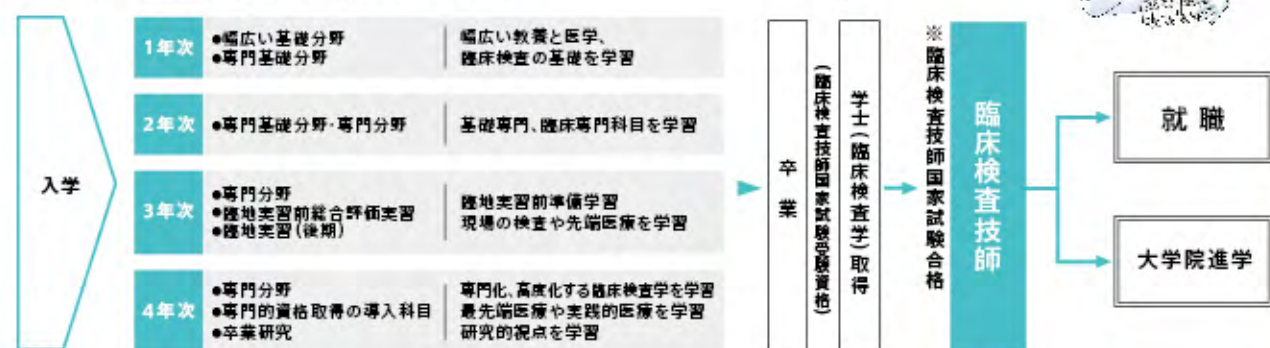 入学
1年次
●幅広い基礎分野
●専門基礎分野
幅広い教養と医学、
臨床検査の基礎を学習
2年次
●専門基礎分野・専門分野
基礎専門、臨床専門科目を学習
3年次
●専門分野
●臨地実習前総合評価実習
●臨地実習(後期)
臨地実習前準備学習
現場の検査や先端医療を学習
4年次
●専門分野
●専門的資格取得の導入科目
●卒業研究
専門化、高度化する臨床検査学を学習
最先端医療や実践的医療を学習
研究的視点を学習
卒業
(臨床検査技師国家試験受験資格)
学士(臨床検査学)取得
※臨床検査技師国家試験合格
臨床検査技師
就職
大学院進学